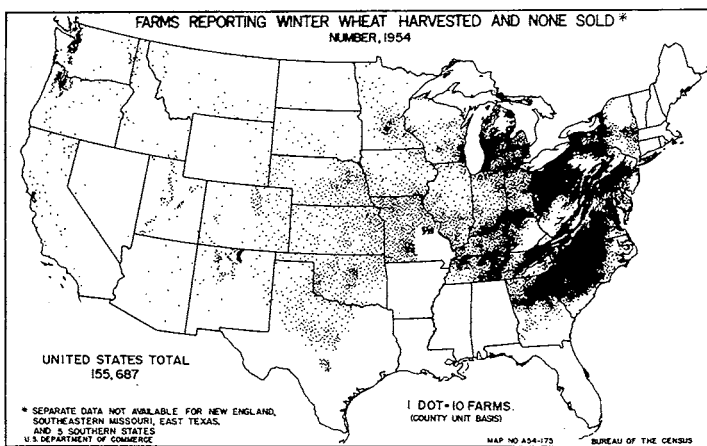 FARMS REPORTING WINTER WHEAT HARVESTED AND NONE SOLD*
NUMBER, 1954
UNITED STATES TOTAL
155,687
* SEPARATE DATA NOT AVAILABLE FOR NEW ENGLAND,
SOUTHEASTERN MISSOURI, EAST TEXAS,
AND 5 SOUTHERN STATES
U.S. DEPARTMENT OF COMMERCE
1 DOT=10 FARMS.
(COUNTY UNIT BASIS)
MAP NO A54-175
BUREAU OF THE CENSUS